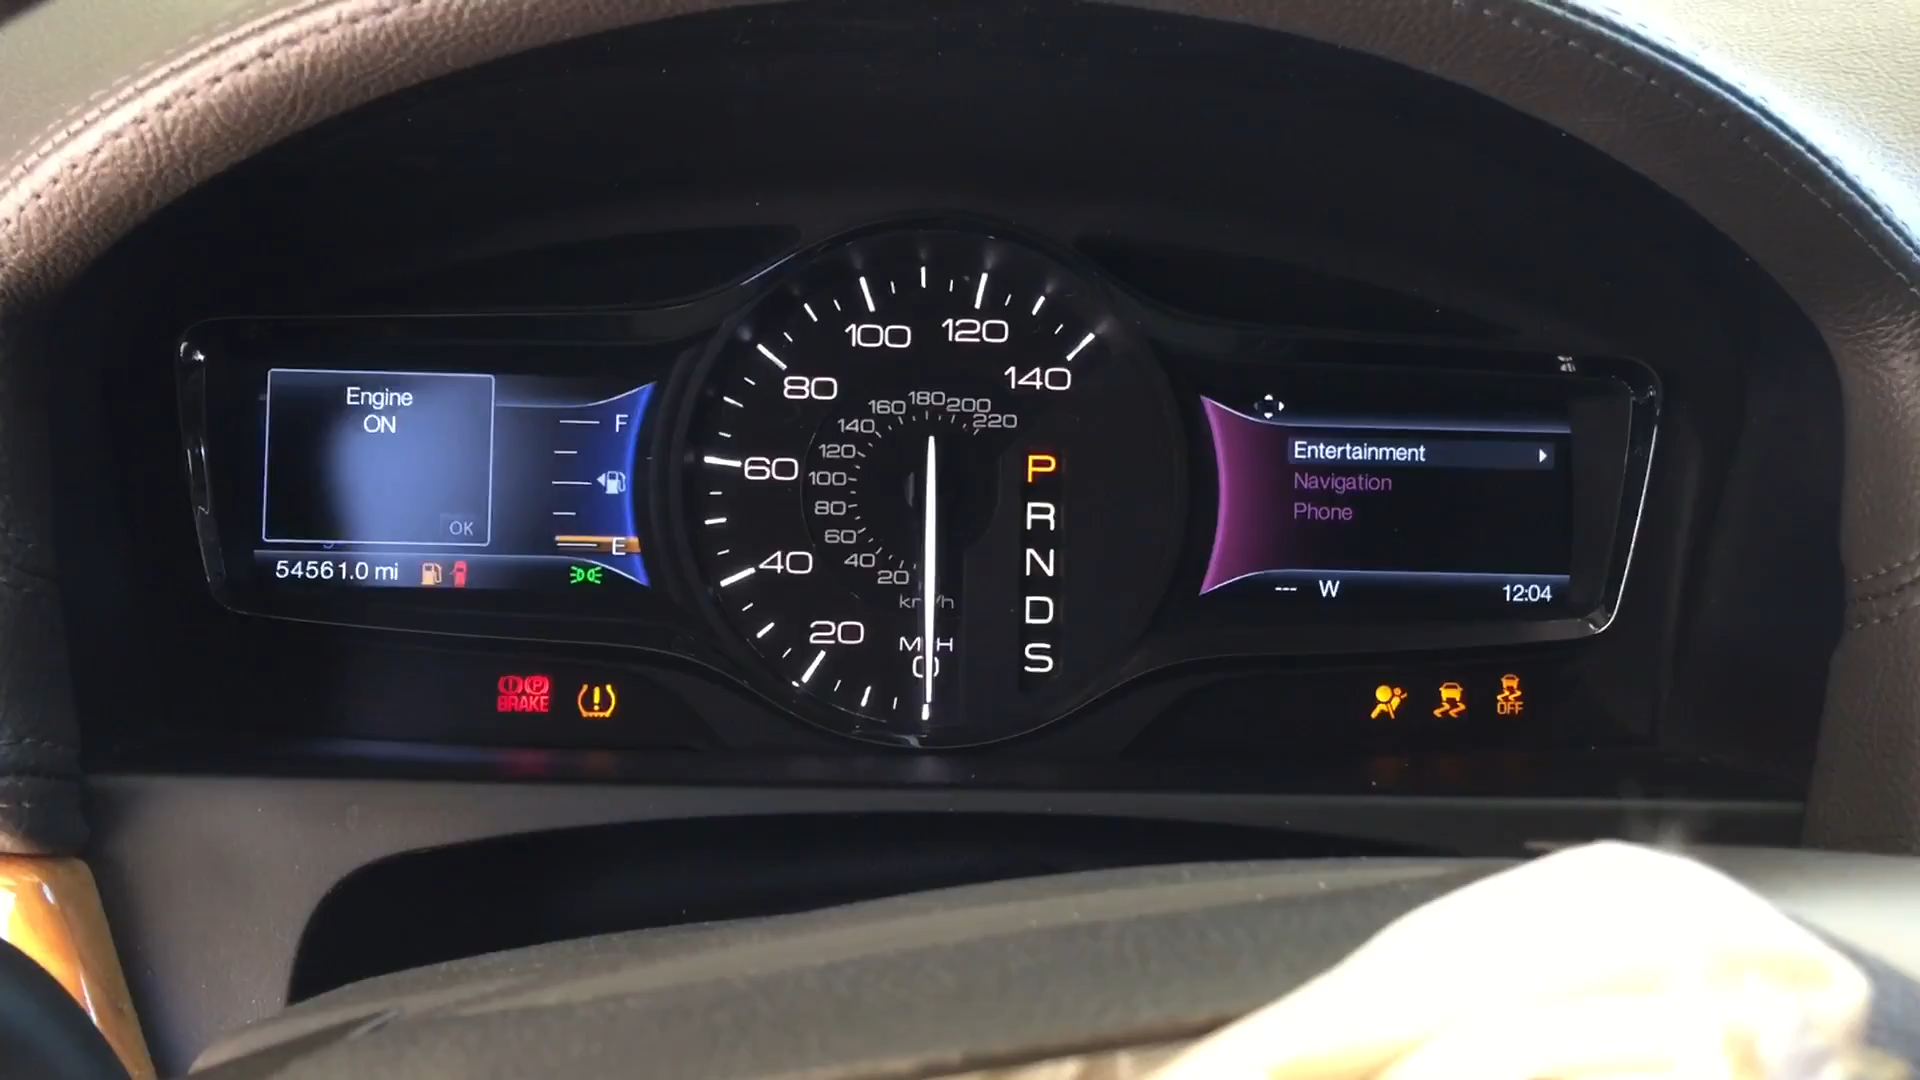 Engine
ON
OK
F
E
54561.0 mi
BRAKE
P
20
40
60
80
100
120
140
20
40
60
80
100
120
140
160
180
200
220
km/h
MPH
0
P
R
N
D
S
Entertainment
Navigation
Phone
--- W
12:04
OFF